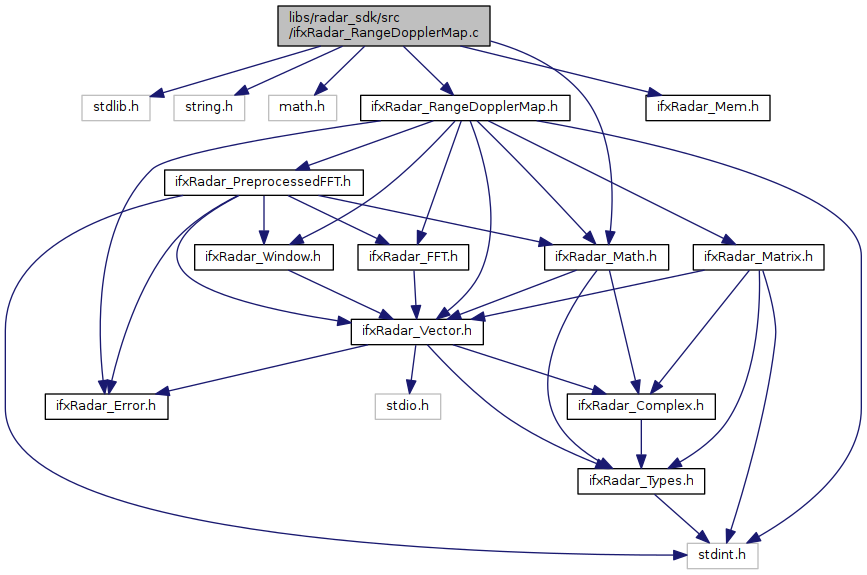 libs/radar_sdk/src
/ifxRadar_RangeDopplerMap.c
stdlib.h
string.h
math.h
ifxRadar_RangeDopplerMap.h
ifxRadar_Mem.h
ifxRadar_PreprocessedFFT.h
ifxRadar_Window.h
ifxRadar_FFT.h
ifxRadar_Math.h
ifxRadar_Matrix.h
ifxRadar_Vector.h
ifxRadar_Error.h
stdio.h
ifxRadar_Complex.h
ifxRadar_Types.h
stdint.h